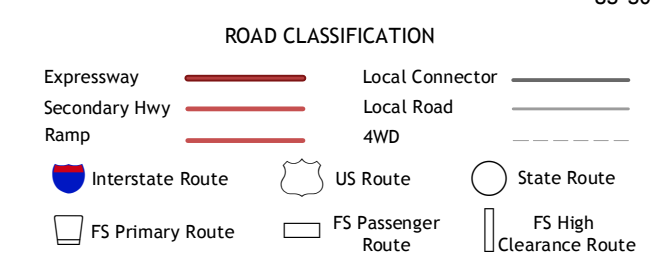 ROAD CLASSIFICATION
Expressway
Local Connector
Secondary Hwy
Local Road
Ramp
4WD
Interstate Route
US Route
State Route
FS Primary Route
FS Passenger
Route
FS High
Clearance Route